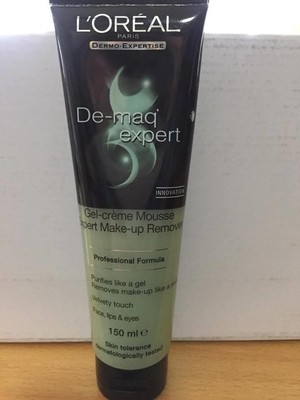 L'ORÉAL
PARIS
DERMO-EXPERTISE
De-maq
expert
INNOVATION
Gel-crème Mousse
Expert Make-up Remover
Professional Formula
Purifies like a gel
Removes make-up like a
Velvety touch
Face, lips & eyes
150 ml e
Skin tolerance
dermatologically tested